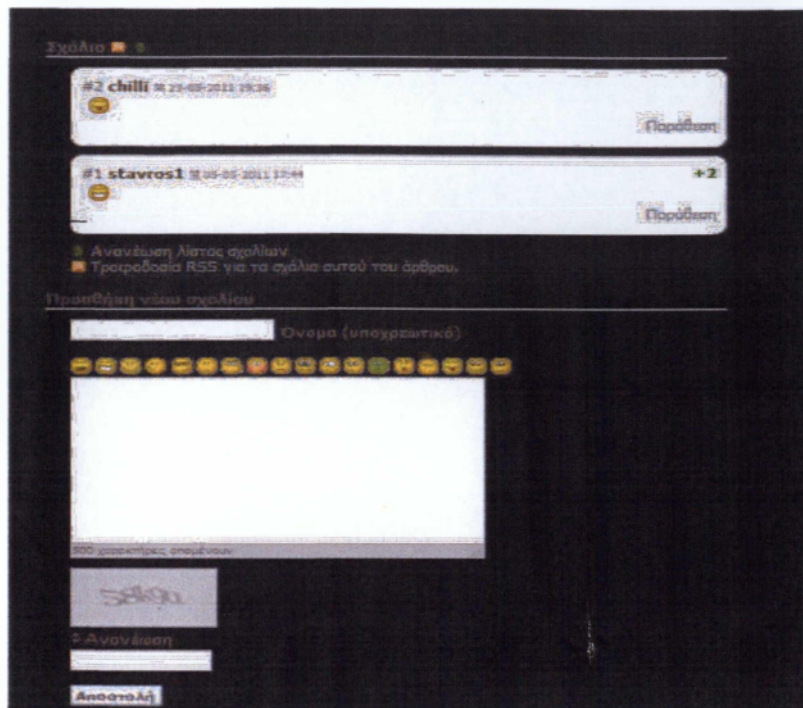 Σχόλια
#2 chilli
Παράθεση
#1 stavros1 +2
Παράθεση
Ανανέωση λίστας σχολίων
Τροφοδοσία RSS για τα σχόλια αυτού του άρθρου.
Προσθήκη νέου σχολίου
Όνομα (υποχρεωτικό)
500 χαρακτήρες απομένουν
Ανανέωση
Αποστολή